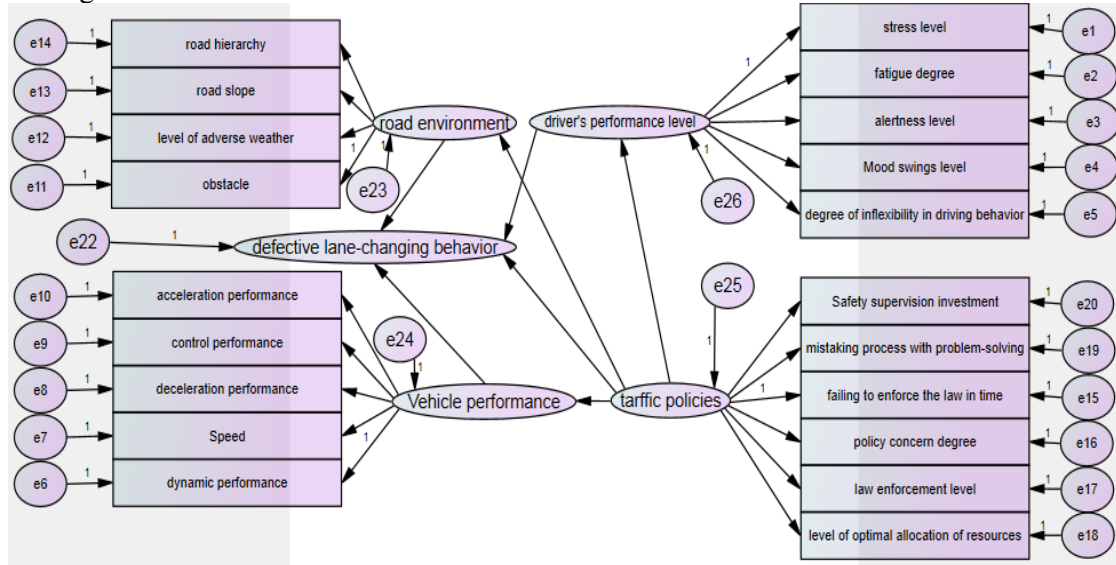 e14
1
road hierarchy
e13
1
road slope
e12
1
level of adverse weather
e11
1
obstacle
1
road environment
1
e23
driver's performance level
1
e26
1
stress level
1
e1
fatigue degree
1
e2
alertness level
1
e3
Mood swings level
1
e4
degree of inflexibility in driving behavior
1
e5
e22
1
defective lane-changing behavior
e10
1
acceleration performance
e9
1
control performance
e8
1
deceleration performance
e7
1
Speed
e6
1
dynamic performance
e24
1
Vehicle performance
1
e25
1
tarffic policies
Safety supervision investment
1
e20
mistaking process with problem-solving
1
e19
1
failing to enforce the law in time
1
e15
policy concern degree
1
e16
law enforcement level
1
e17
level of optimal allocation of resources
1
e18